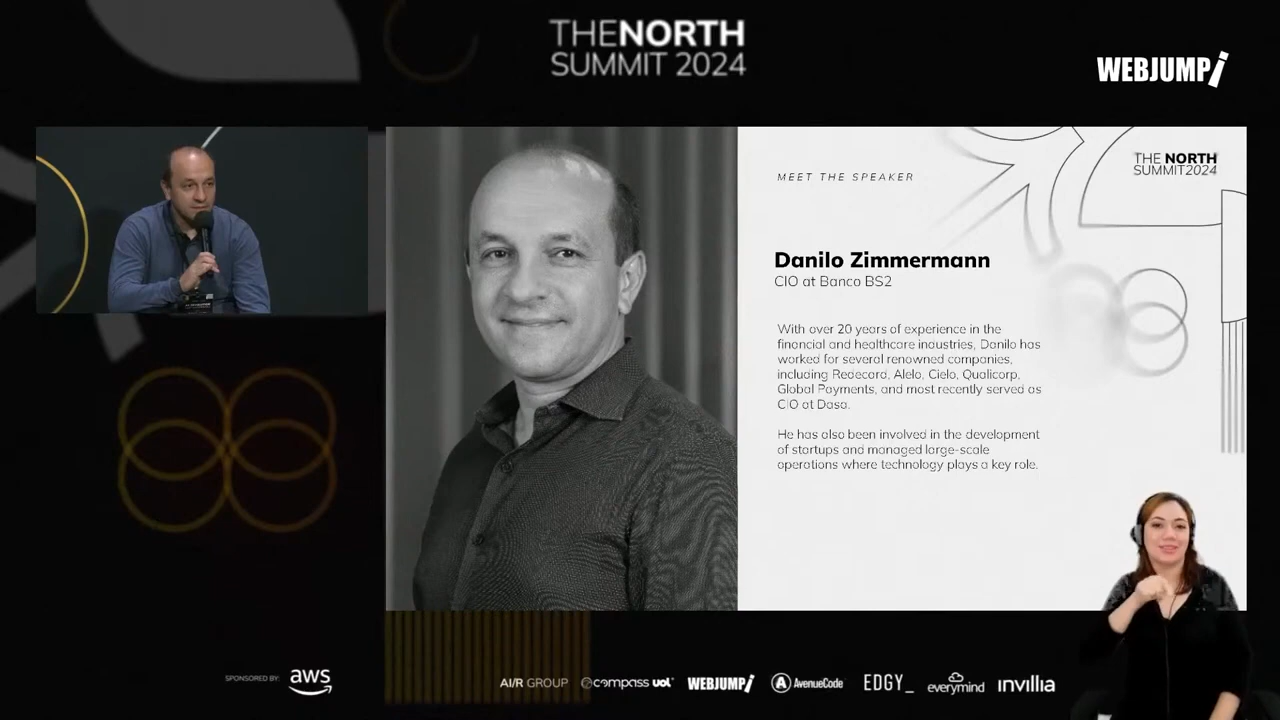 THENORTH
SUMMIT 2024
WEBJUMP
MEET THE SPEAKER
THE NORTH
SUMMIT2024
Danilo Zimmermann
CIO at Banco BS2
With over 20 years of experience in the
financial and healthcare industries, Danilo has
worked for several renowned companies,
including Redecard, Alelo, Cielo, Qualicorp,
Global Payments, and most recently served as
CIO at Dasa.
He has also been involved in the development
of startups and managed large-scale
operations where technology plays a key role.
SPONSORED BY: aws
AI/R GROUP compass uol WEBJUMP AvenueCode EDGY_ everymind invillia